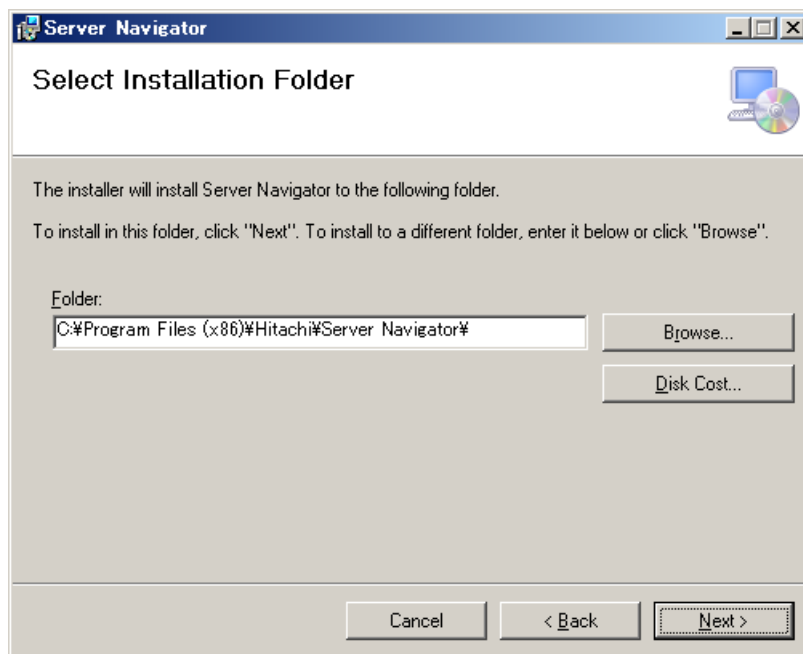 Server Navigator
Select Installation Folder
The installer will install Server Navigator to the following folder.
To install in this folder, click "Next". To install to a different folder, enter it below or click "Browse".
Folder:
C:¥Program Files (x86)¥Hitachi¥Server Navigator¥
Browse...
Disk Cost...
Cancel
< Back
Next >